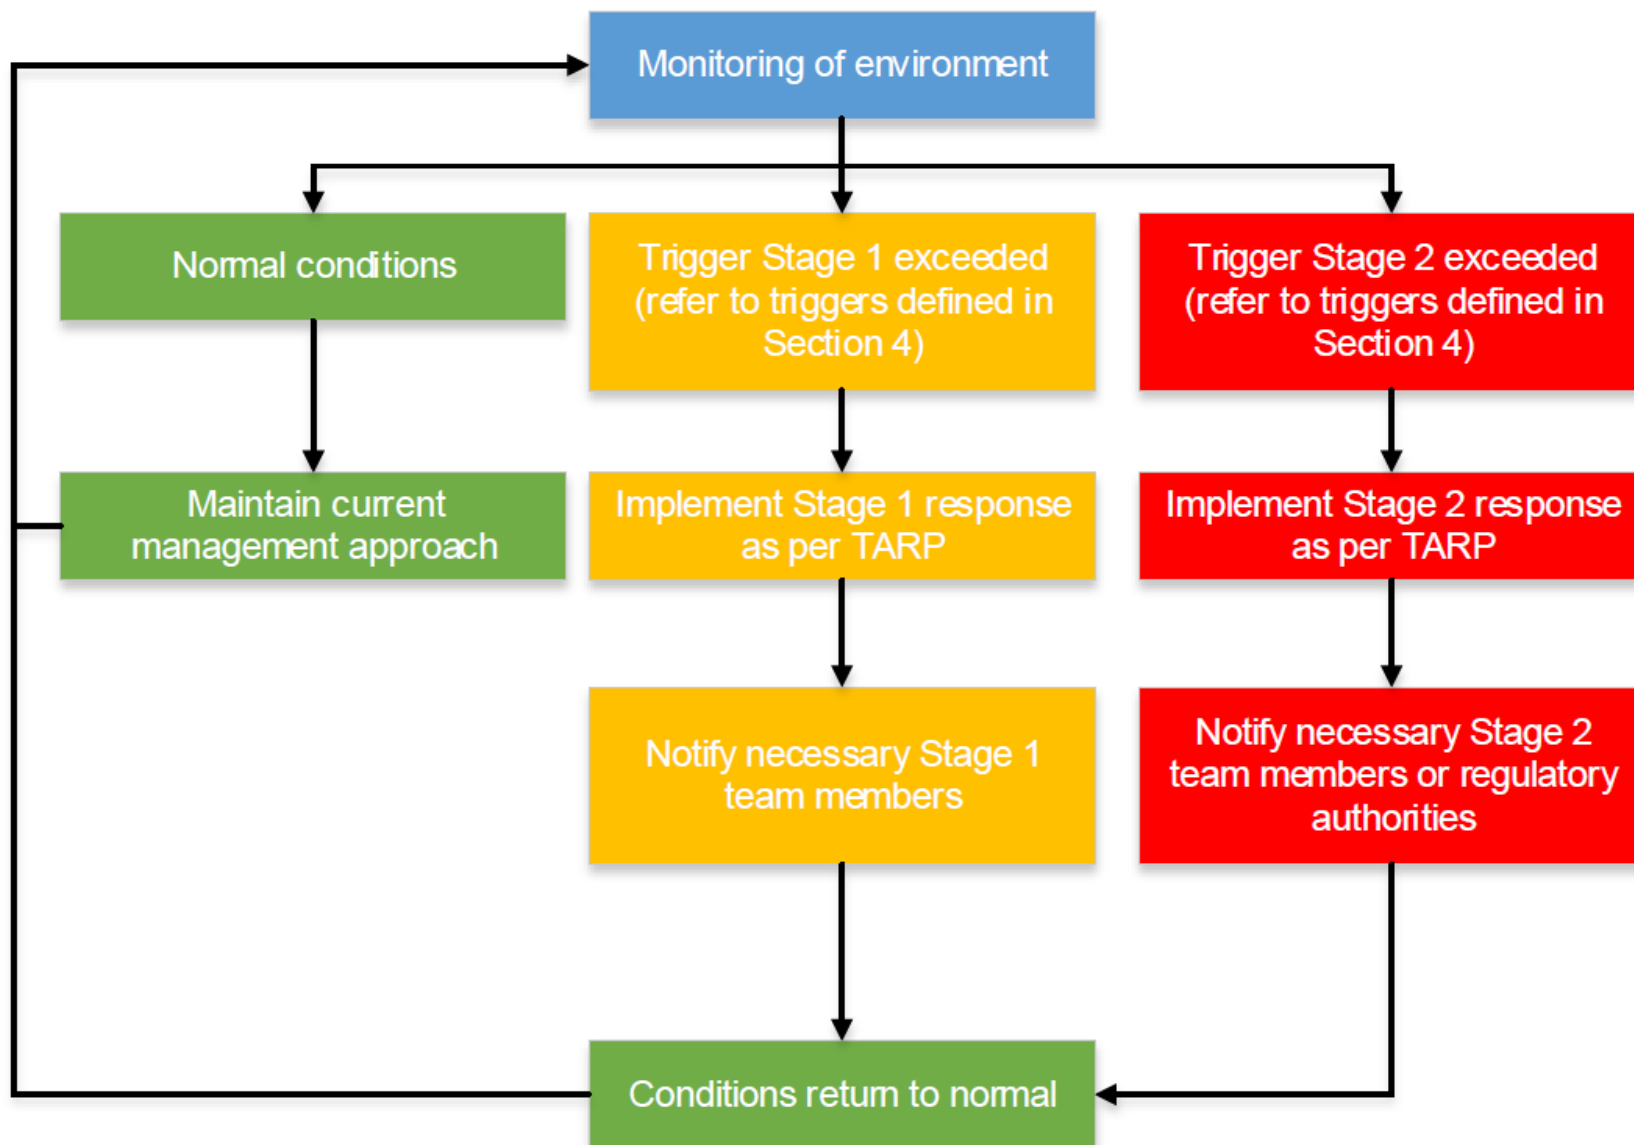 Monitoring of environment
Normal conditions
Trigger Stage 1 exceeded
(refer to triggers defined in
Section 4)
Trigger Stage 2 exceeded
(refer to triggers defined in
Section 4)
Maintain current
management approach
Implement Stage 1 response
as per TARP
Implement Stage 2 response
as per TARP
Notify necessary Stage 1
team members
Notify necessary Stage 2
team members or regulatory
authorities
Conditions return to normal